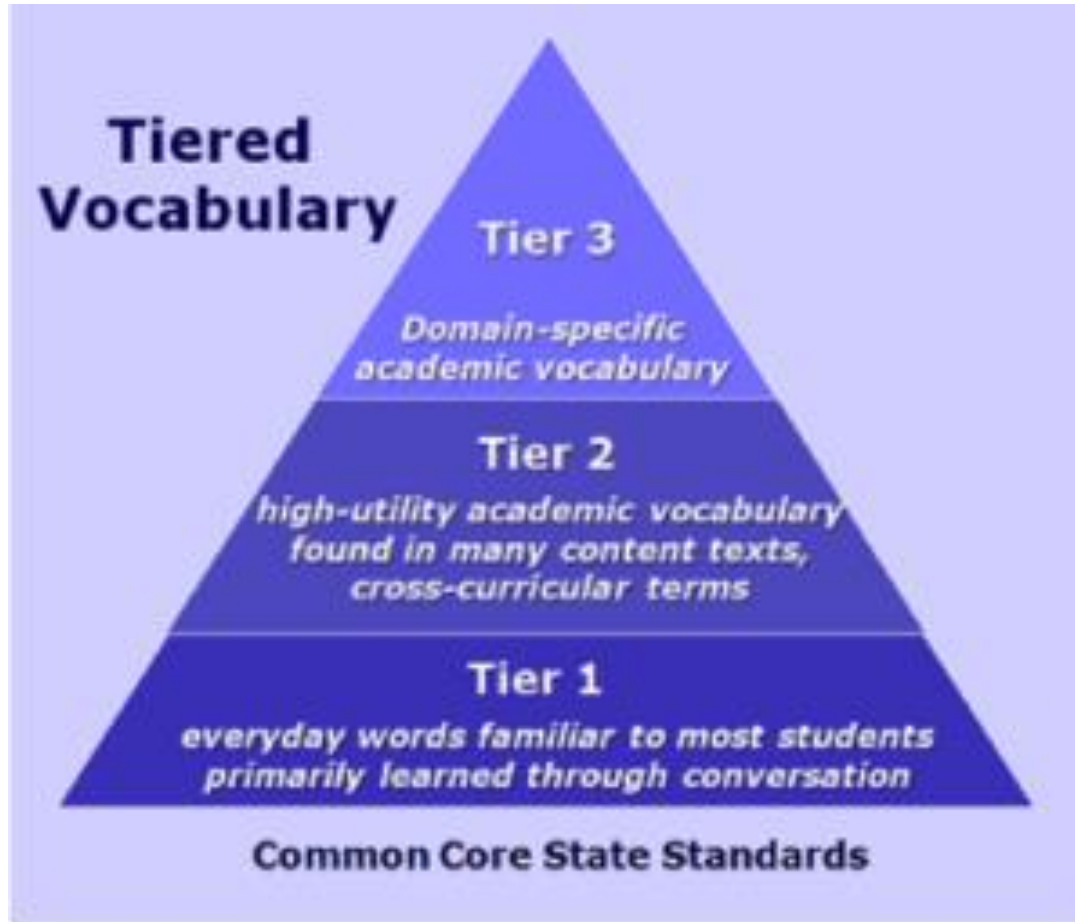 Tiered
Vocabulary
Tier 3
Domain-specific
academic vocabulary
Tier 2
high-utility academic vocabulary
found in many content texts,
cross-curricular terms
Tier 1
everyday words familiar to most students
primarily learned through conversation
Common Core State Standards